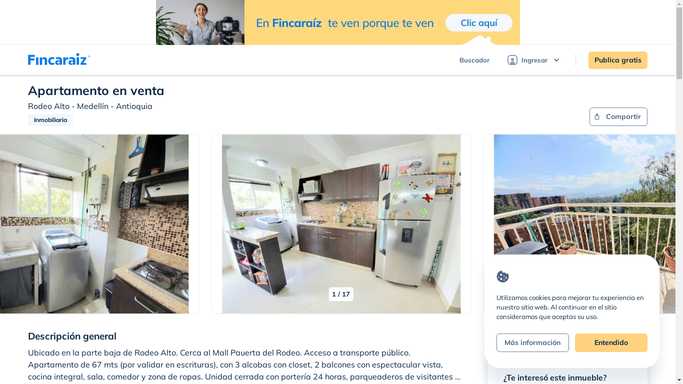 En Fincaraíz te ven porque te ven
Clic aquí
Fincaraiz
Buscador
Ingresar
Publica gratis
Apartamento en venta
Rodeo Alto - Medellín - Antioquia
Inmobiliaria
Compartir
1 / 17
Utilizamos cookies para mejorar tu experiencia en
nuestro sitio web. Al continuar en el sitio
consideramos que aceptas su uso.
Más información
Entendido
Descripción general
Ubicado en la parte baja de Rodeo Alto. Cerca al Mall Pauerta del Rodeo. Acceso a transporte público.
Apartamento de 67 mts (por validar en escrituras), con 3 alcobas con closet, 2 balcones con espectacular vista,
cocina integral, sala, comedor y zona de ropas. Unidad cerrada con portería 24 horas, parqueaderos de visitantes ...
¿Te interesó este inmueble?